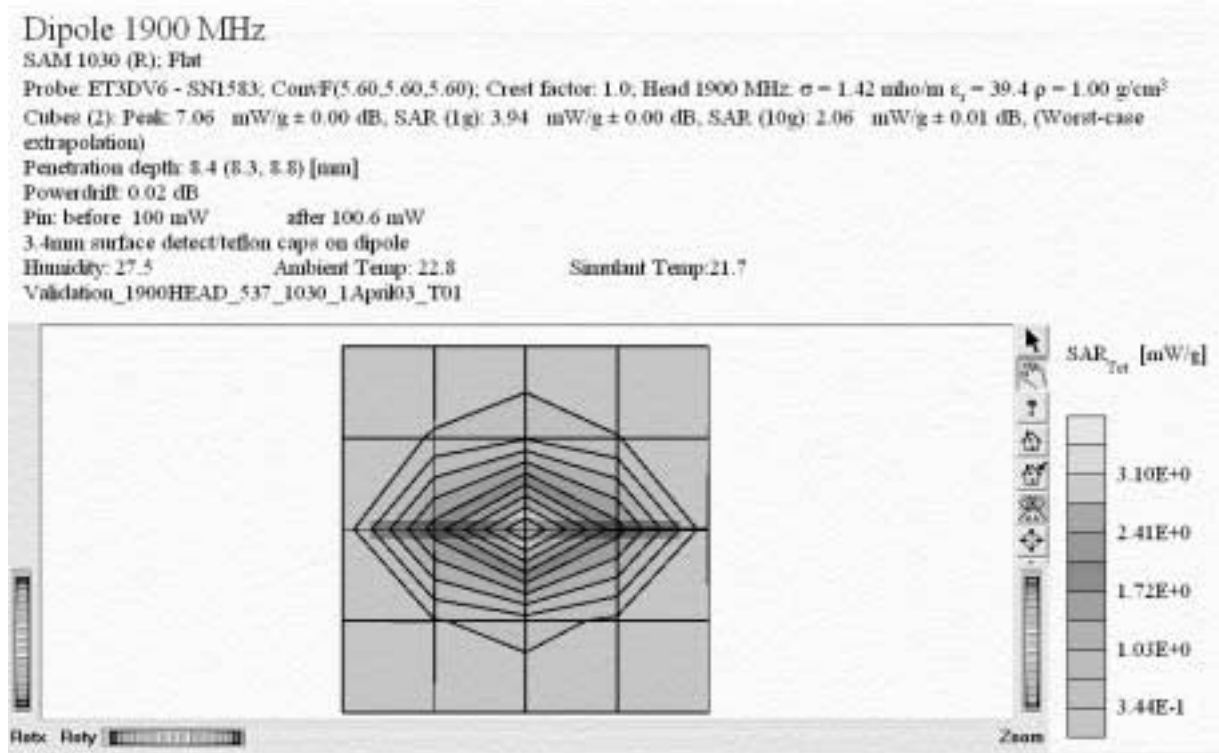 Dipole 1900 MHz
SAM 1030 (R); Flat
Probe: ET3DV6 - SN1583; ConvF(5.60,5.60,5.60); Crest factor: 1.0; Head 1900 MHz: σ = 1.42 mho/m εr = 39.4 ρ = 1.00 g/cm³
Cubes (2): Peak: 7.06 mW/g ± 0.00 dB, SAR (1g): 3.94 mW/g ± 0.00 dB, SAR (10g): 2.06 mW/g ± 0.01 dB, (Worst-case
extrapolation)
Penetration depth: 8.4 (8.3, 8.8) [mm]
Powerdrift: 0.02 dB
Pin: before 100 mW after 100.6 mW
3.4mm surface detect/teflon caps on dipole
Humidity: 27.5 Ambient Temp: 22.8 Simulant Temp:21.7
Validation_1900HEAD_537_1030_1April03_T01
SAR Tot [mW/g]
3.10E+0
2.41E+0
1.72E+0
1.03E+0
3.44E-1
Rotx Roty Zoom